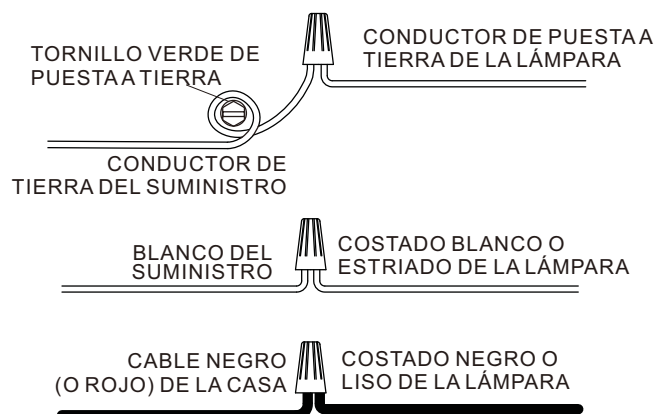 TORNILLO VERDE DE
PUESTA A TIERRA
CONDUCTOR DE PUESTA A
TIERRA DE LA LÁMPARA
CONDUCTOR DE
TIERRA DEL SUMINISTRO
BLANCO DEL
SUMINISTRO
COSTADO BLANCO O
ESTRIADO DE LA LÁMPARA
CABLE NEGRO
(O ROJO) DE LA CASA
COSTADO NEGRO O
LISO DE LA LÁMPARA